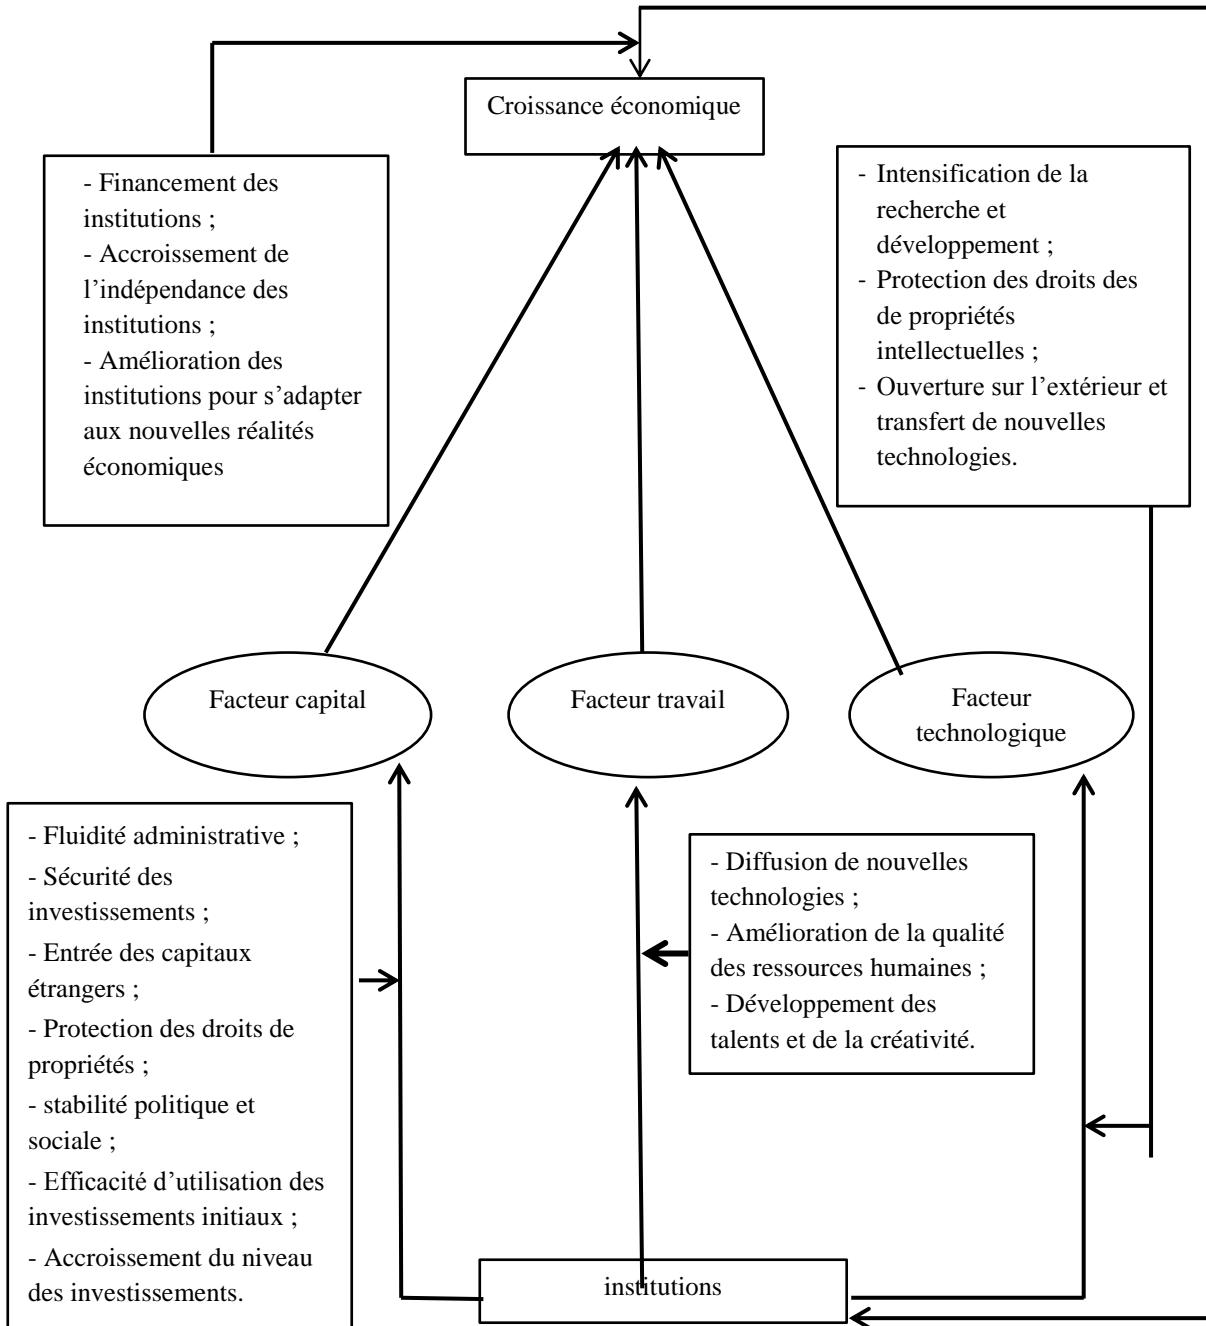 Croissance économique
- Financement des
institutions ;
- Accroissement de
l’indépendance des
institutions ;
- Amélioration des
institutions pour s’adapter
aux nouvelles réalités
économiques
- Intensification de la
recherche et
développement ;
- Protection des droits des
de propriétés
intellectuelles ;
- Ouverture sur l’extérieur et
transfert de nouvelles
technologies.
Facteur capital
Facteur travail
Facteur
technologique
- Fluidité administrative ;
- Sécurité des
investissements ;
- Entrée des capitaux
étrangers ;
- Protection des droits de
propriétés ;
- stabilité politique et
sociale ;
- Efficacité d’utilisation des
investissements initiaux ;
- Accroissement du niveau
des investissements.
- Diffusion de nouvelles
technologies ;
- Amélioration de la qualité
des ressources humaines ;
- Développement des
talents et de la créativité.
institutions